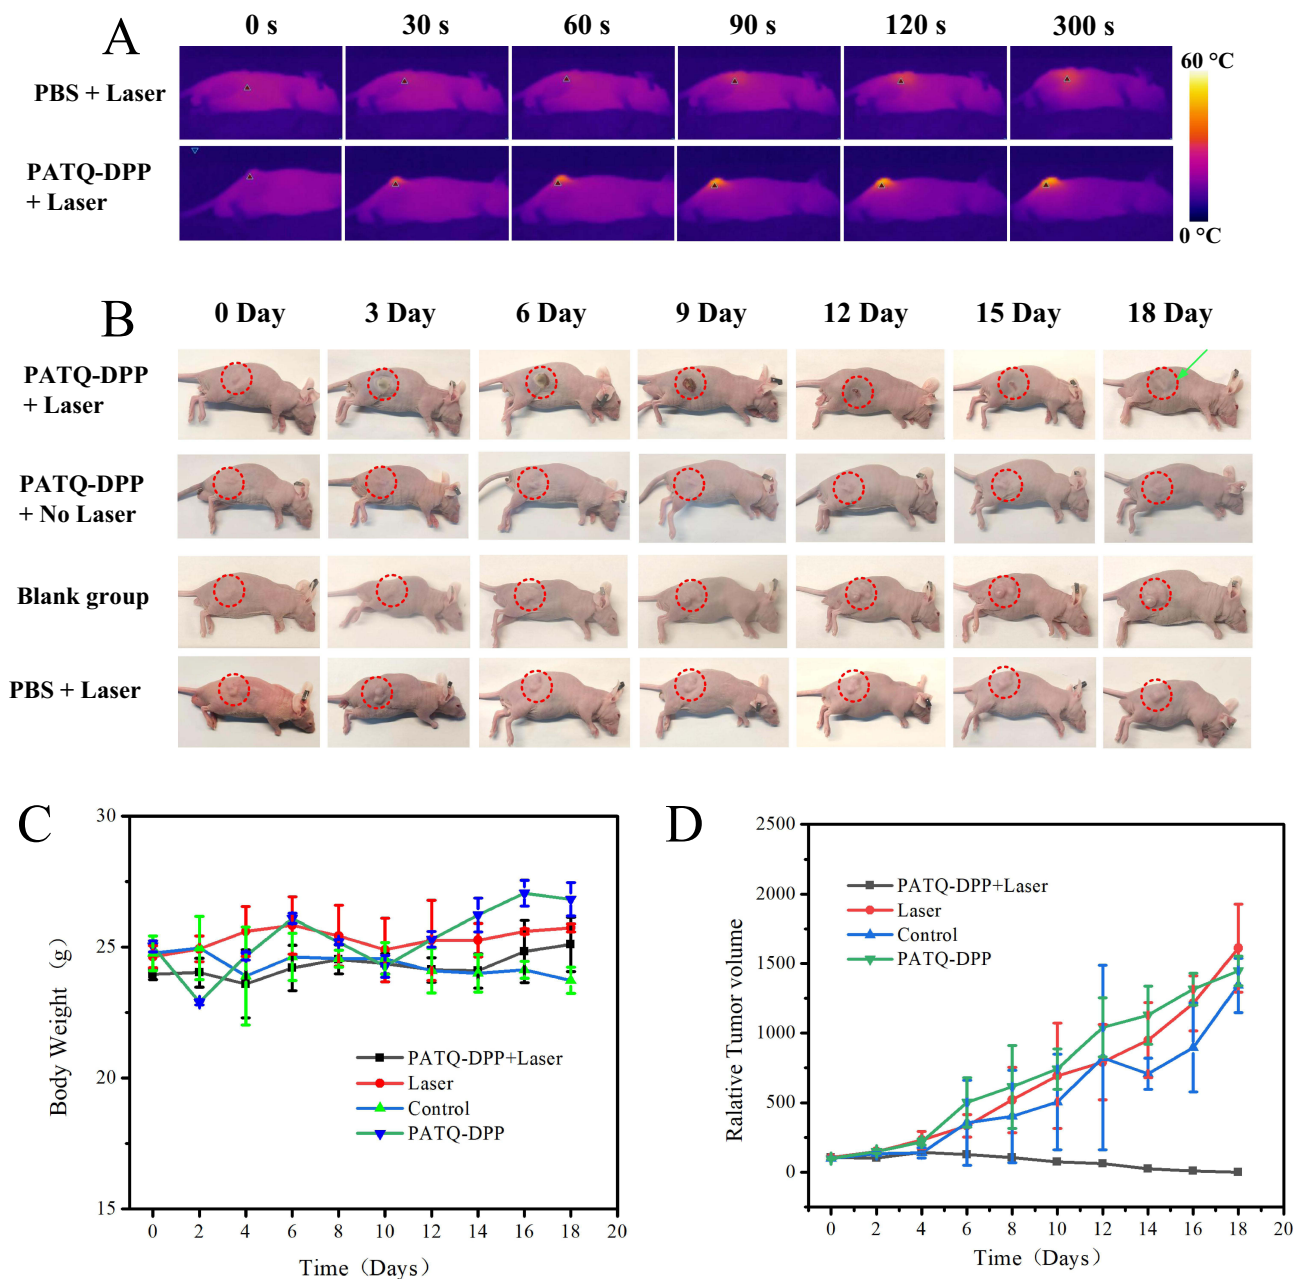 A
0 s
30 s
60 s
90 s
120 s
300 s
PBS + Laser
60 °C
PATQ-DPP
+ Laser
0 °C
B
0 Day
3 Day
6 Day
9 Day
12 Day
15 Day
18 Day
PATQ-DPP
+ Laser
PATQ-DPP
+ No Laser
Blank group
PBS + Laser
C
30
25
20
15
Body Weight (g)
PATQ-DPP+Laser
Laser
Control
PATQ-DPP
0
2
4
6
8
10
12
14
16
18
20
Time (Days)
D
2500
2000
1500
1000
500
0
Ralative Tumor volume
PATQ-DPP+Laser
Laser
Control
PATQ-DPP
0
2
4
6
8
10
12
14
16
18
20
Time (Days)